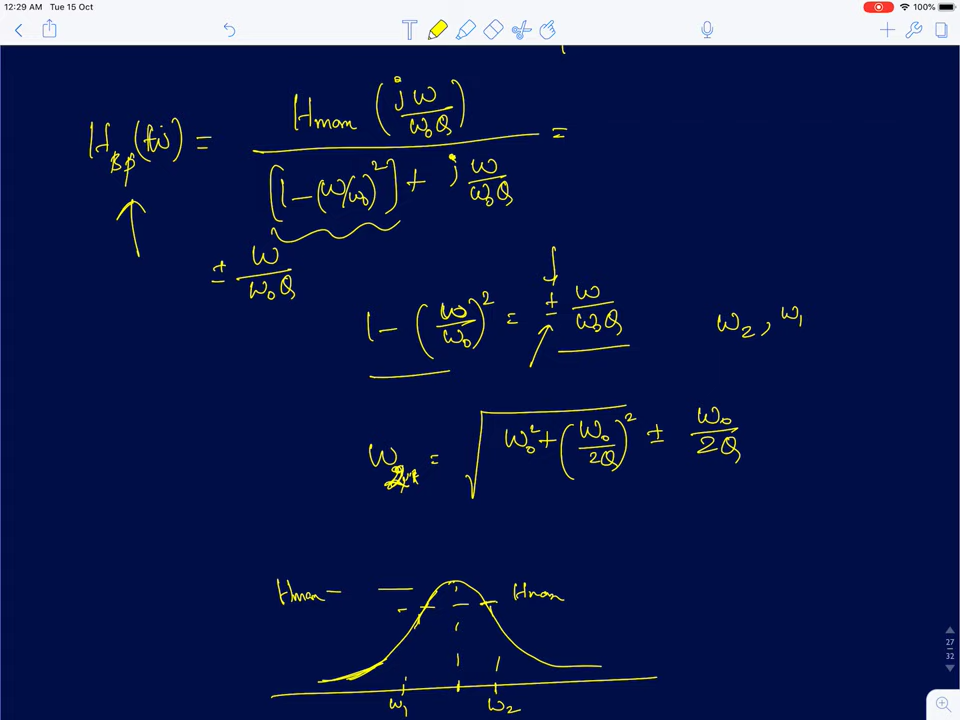 12:29 AM Tue 15 Oct 100%
H_BP(jω) = Hmax (jω/ω₀Q) / [1 − (ω/ω₀)²] + j ω/ω₀Q =
± ω/ω₀Q
1 − (ω/ω₀)² = ± ω/ω₀Q ω₂, ω₁
ω = √(ω₀² + (ω₀/2Q)²) ± ω₀/2Q
Hmax Hmax
ω₁ ω₂
27
32